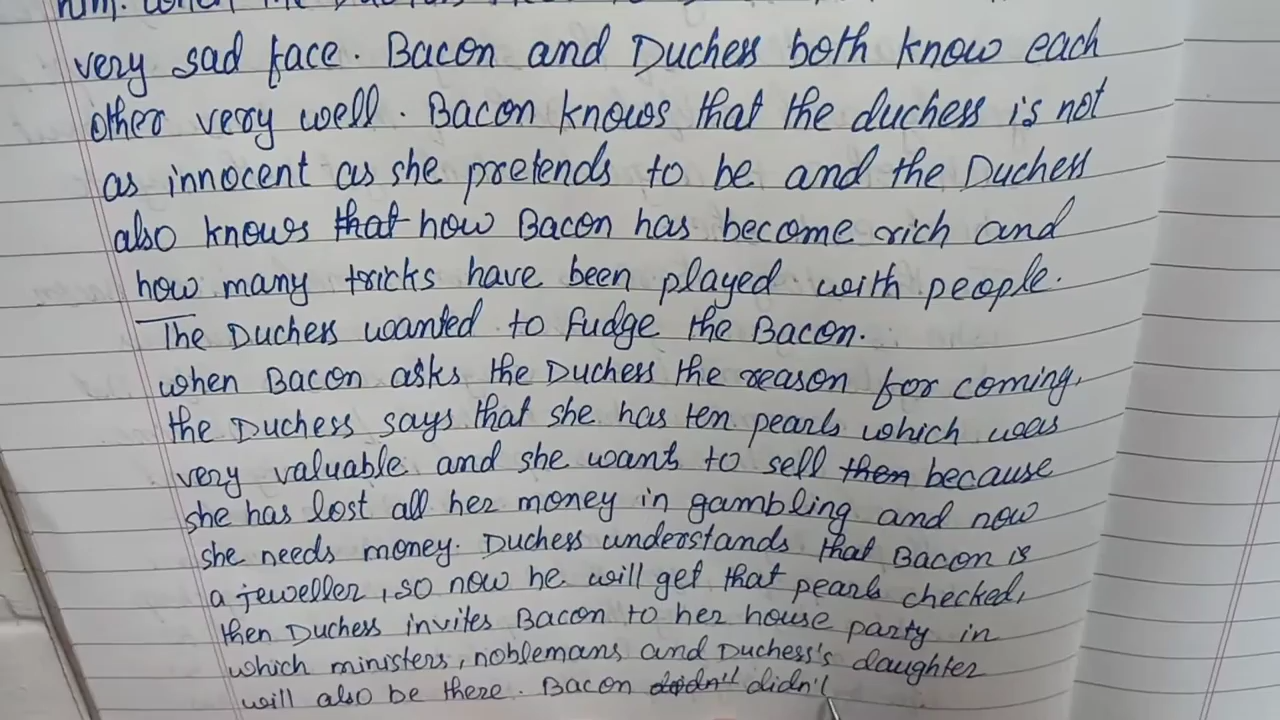 very sad face. Bacon and Duchess both know each
other very well. Bacon knows that the duchess is not
as innocent as she pretends to be and the Duchess
also knows that how Bacon has become rich and
how many tricks have been played with people.
The Duchess wanted to fudge the Bacon.
when Bacon asks the Duchess the reason for coming,
the Duchess says that she has ten pearls which was
very valuable and she want to sell them because
she has lost all her money in gambling and now
she needs money. Duchess understands that Bacon is
a jeweller, so now he will get that pearls checked,
then Duchess invites Bacon to her house party in
which ministers, noblemans and Duchess's daughter
will also be there. Bacon didn't